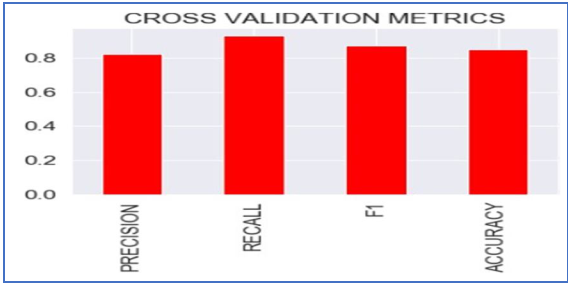 CROSS VALIDATION METRICS
0.8
0.6
0.4
0.2
0.0
PRECISION
RECALL
F1
ACCURACY